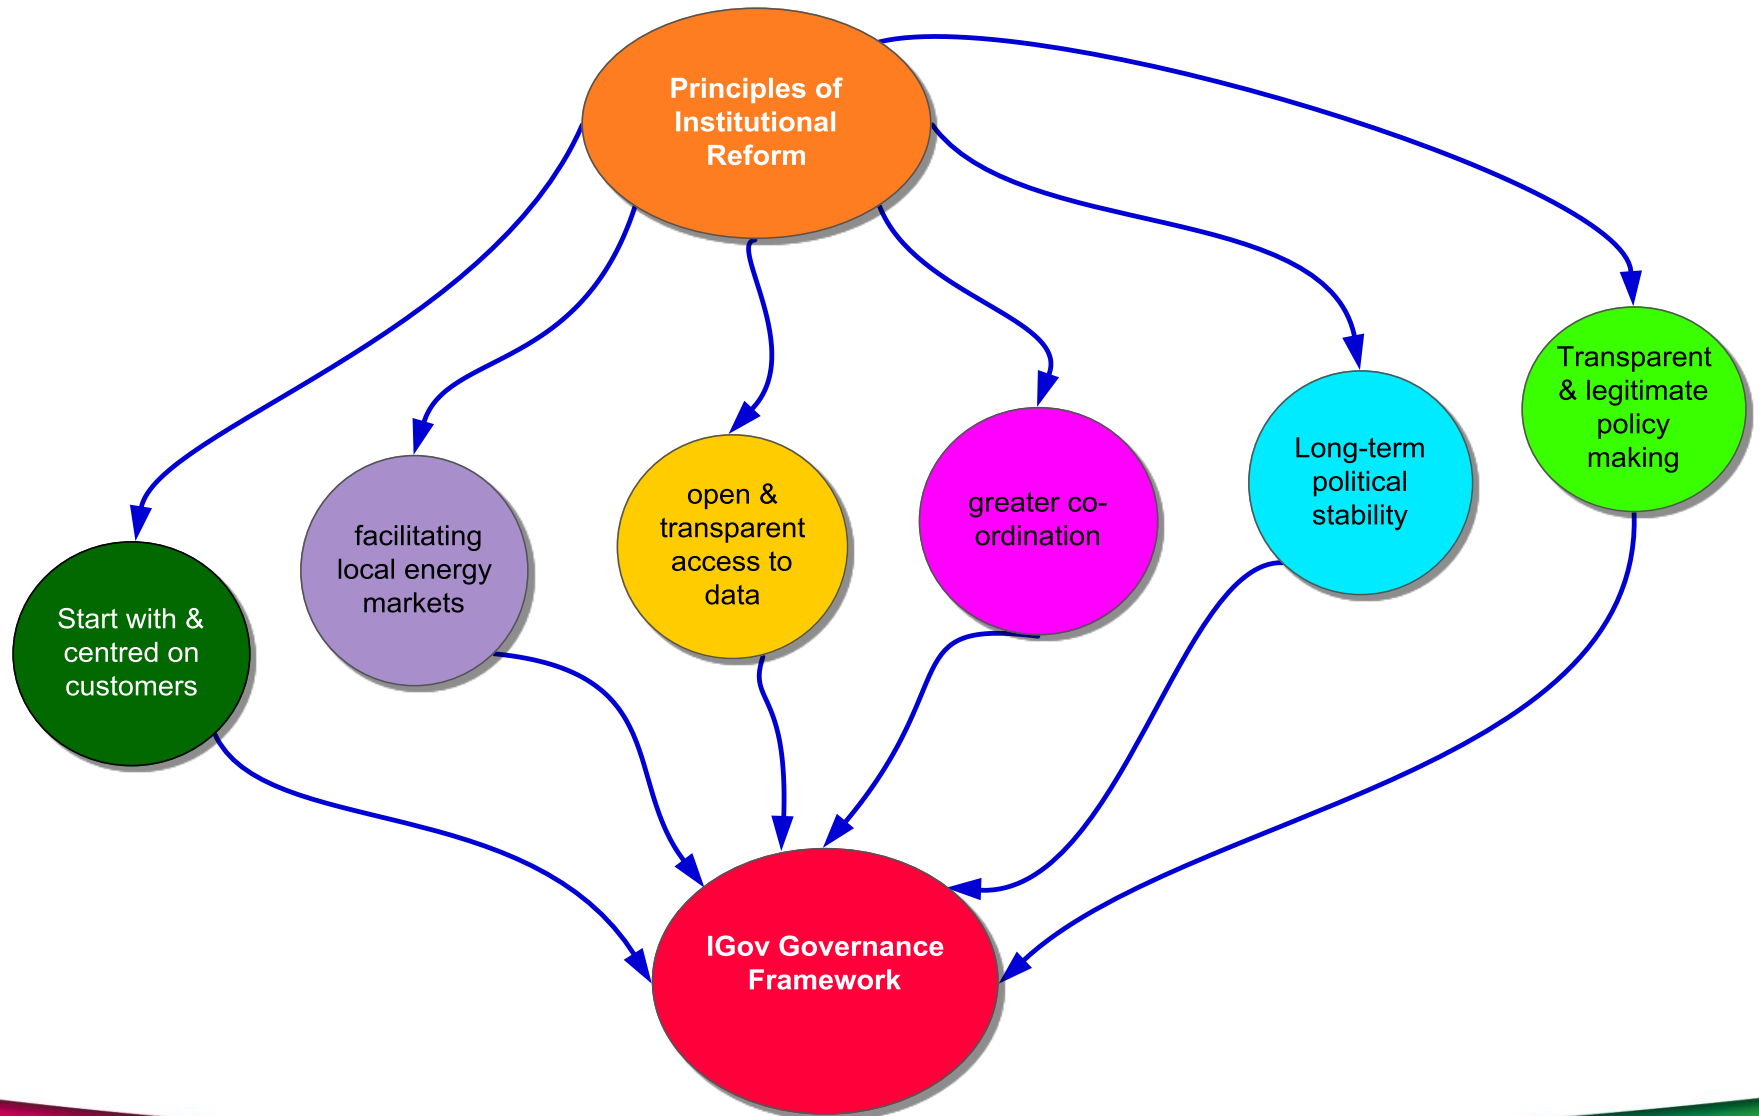 Principles of
Institutional
Reform
Start with &
centred on
customers
facilitating
local energy
markets
open &
transparent
access to
data
greater co-
ordination
Long-term
political
stability
Transparent
& legitimate
policy
making
IGov Governance
Framework